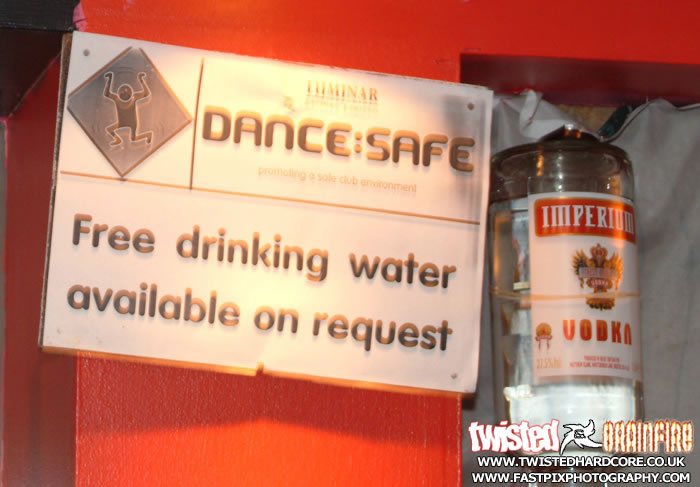 LUMINAR
DANCE:SAFE
promoting a safe club environment
Free drinking water
available on request
IMPERIUM
VODKA
twisted BRAINFIRE
WWW.TWISTEDHARDCORE.CO.UK
WWW.FASTPIXPHOTOGRAPHY.COM